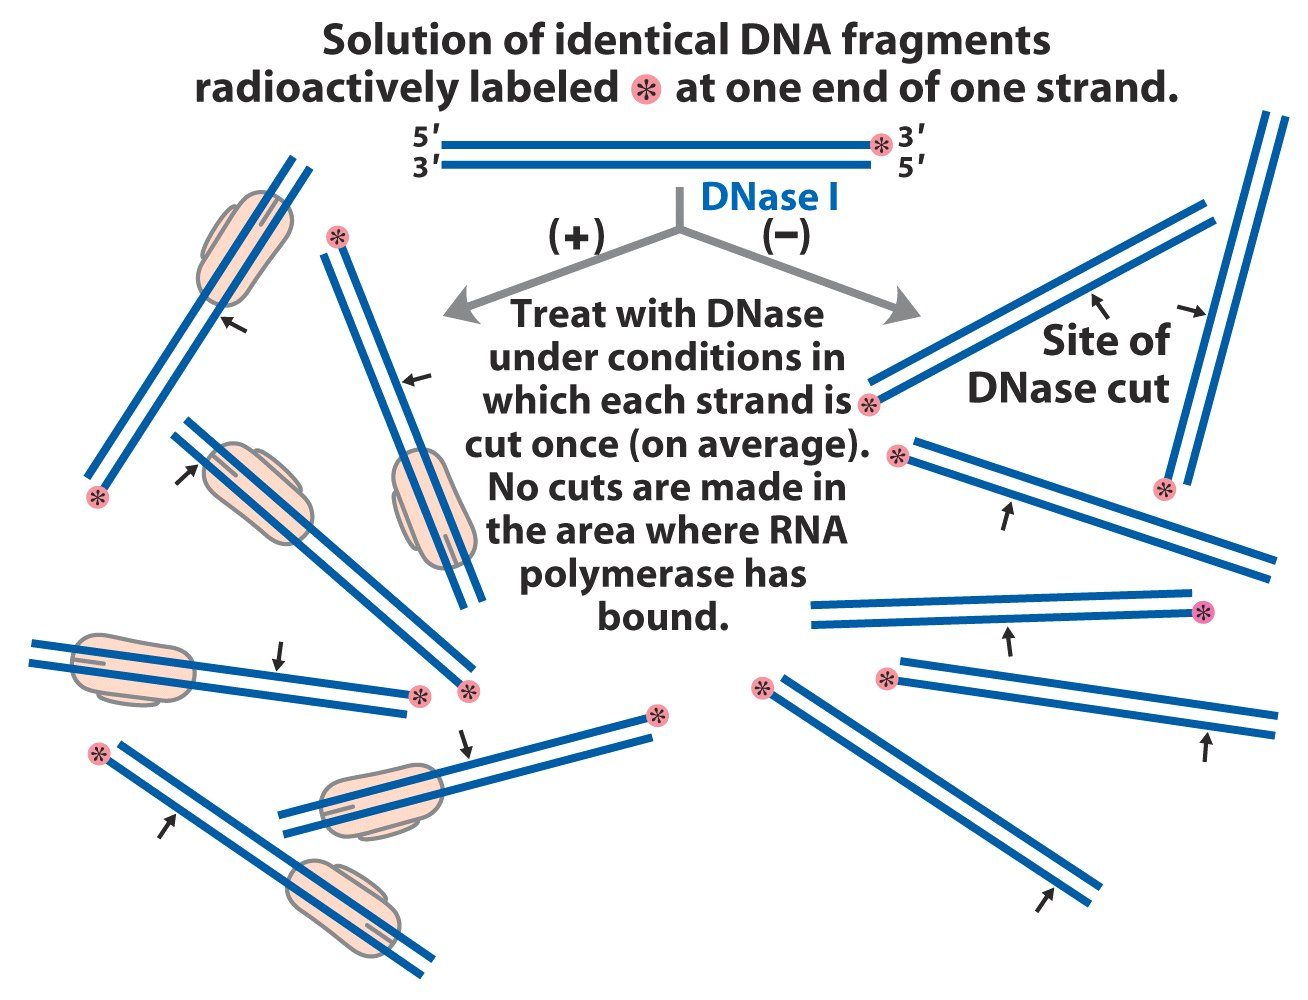 Solution of identical DNA fragments
radioactively labeled * at one end of one strand.
5′ * 3′
3′ 5′
DNase I
(+) (−)
Treat with DNase
under conditions in
which each strand is
cut once (on average).
No cuts are made in
the area where RNA
polymerase has
bound.
Site of
DNase cut
*
*
*
*
*
*
*
*
*
*
*
*